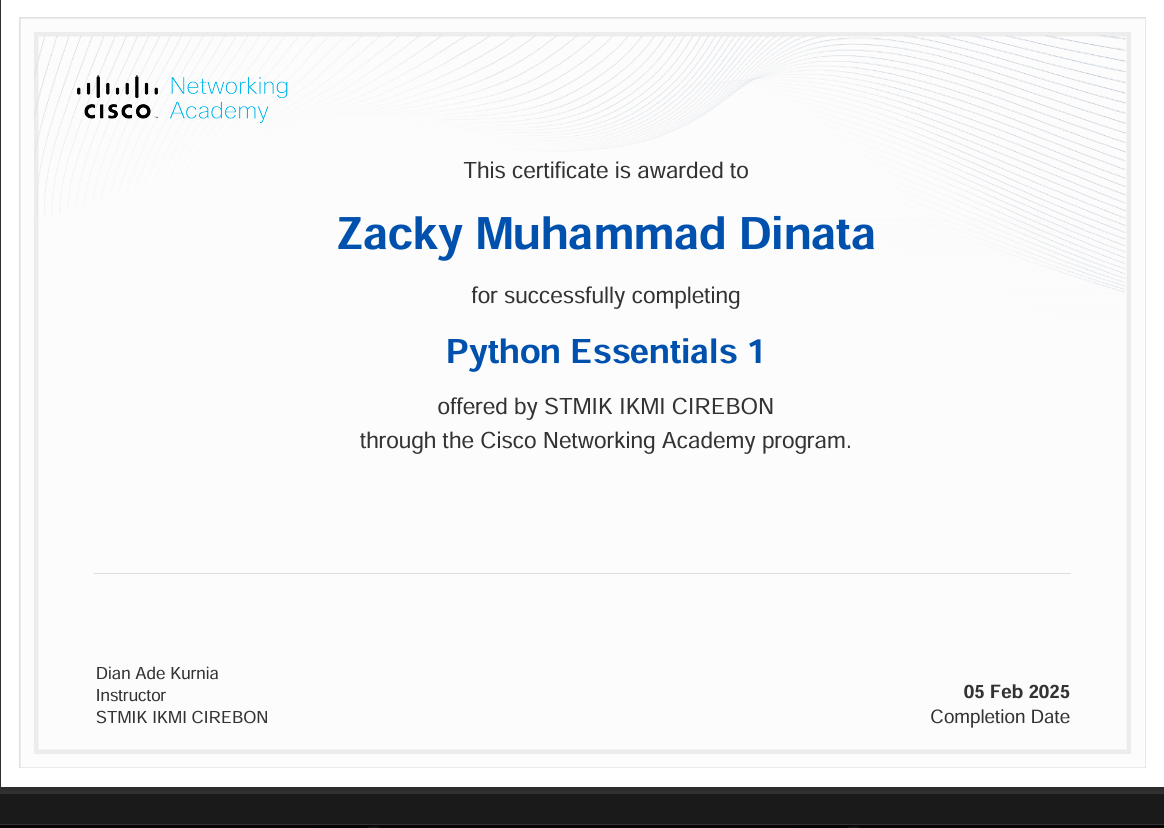 CISCO
Networking
Academy
This certificate is awarded to
Zacky Muhammad Dinata
for successfully completing
Python Essentials 1
offered by STMIK IKMI CIREBON
through the Cisco Networking Academy program.
Dian Ade Kurnia
Instructor
STMIK IKMI CIREBON
05 Feb 2025
Completion Date